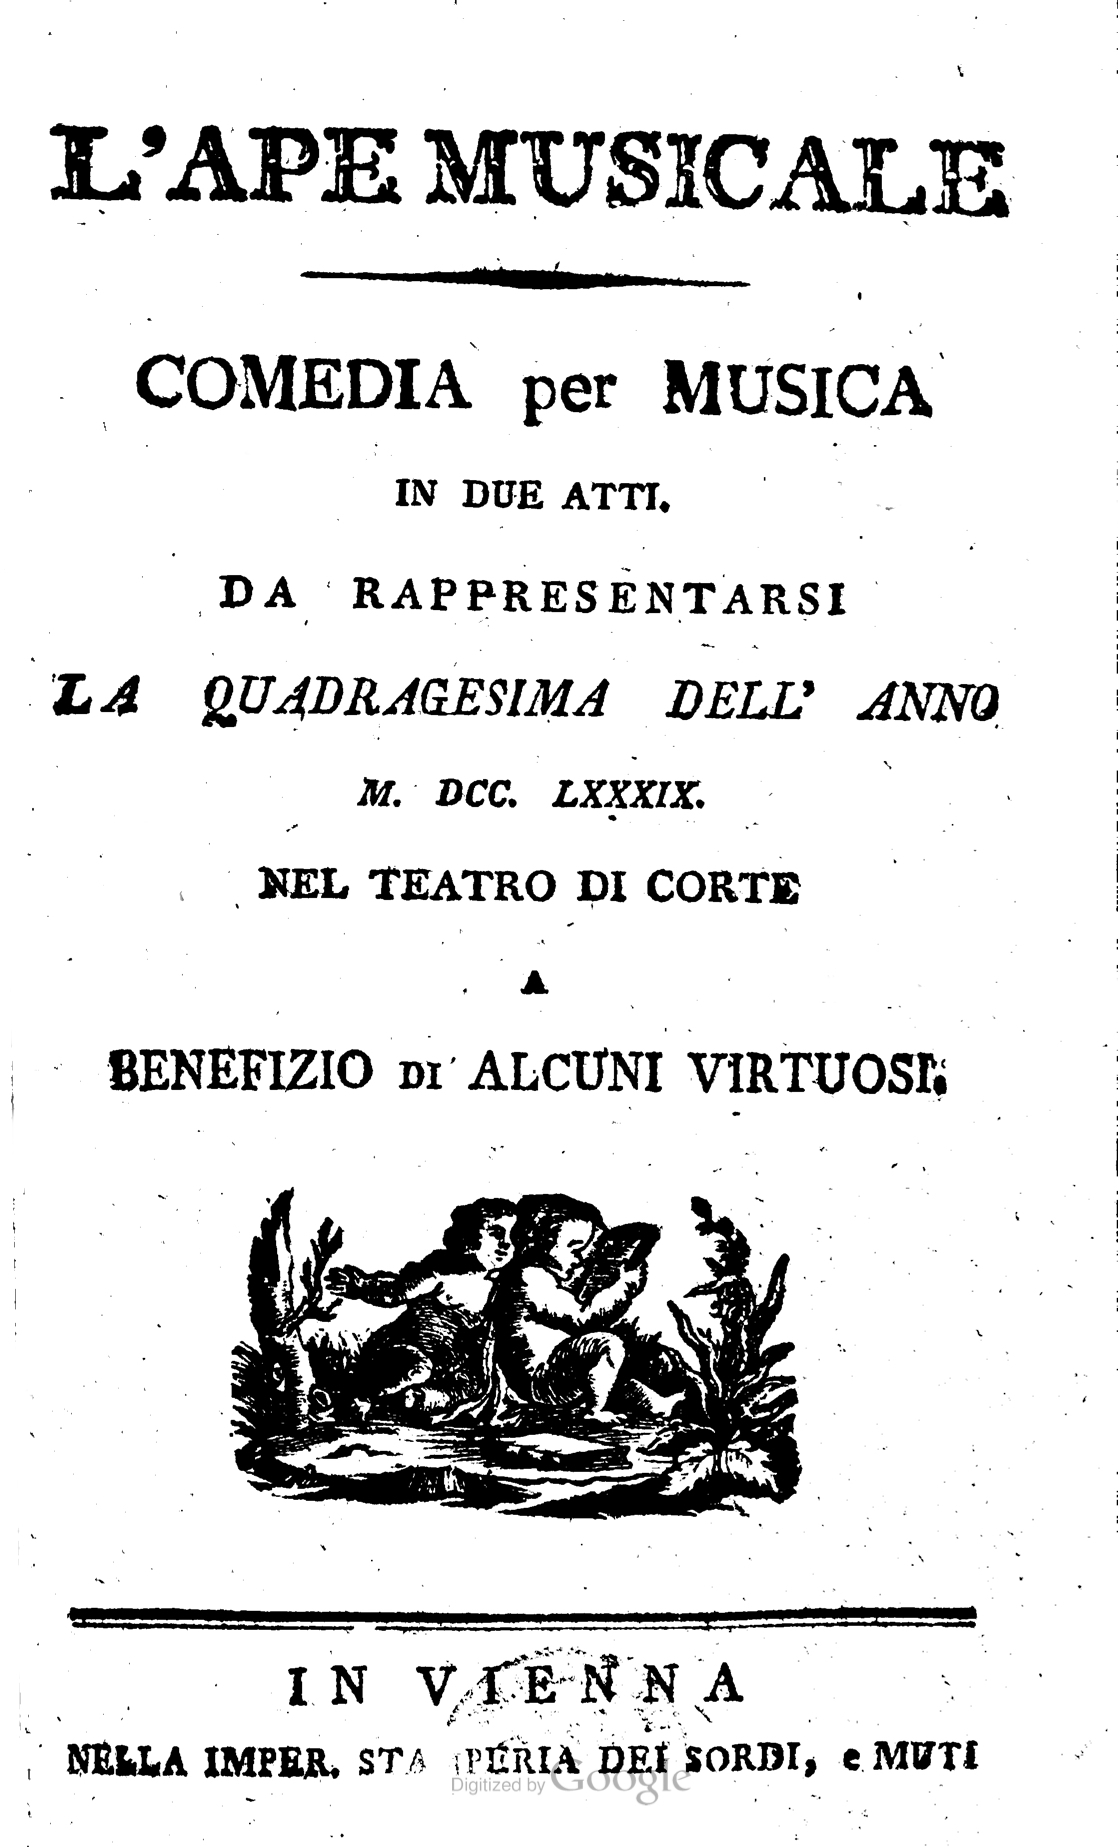 L'APE MUSICALE
COMEDIA per MUSICA
IN DUE ATTI.
DA RAPPRESENTARSI
LA QUADRAGESIMA DELL' ANNO
M. DCC. LXXXIX.
NEL TEATRO DI CORTE
A
BENEFIZIO DI ALCUNI VIRTUOSI.
IN VIENNA
NELLA IMPER. STAMPERIA DEI SORDI, e MUTI
Digitized by Google